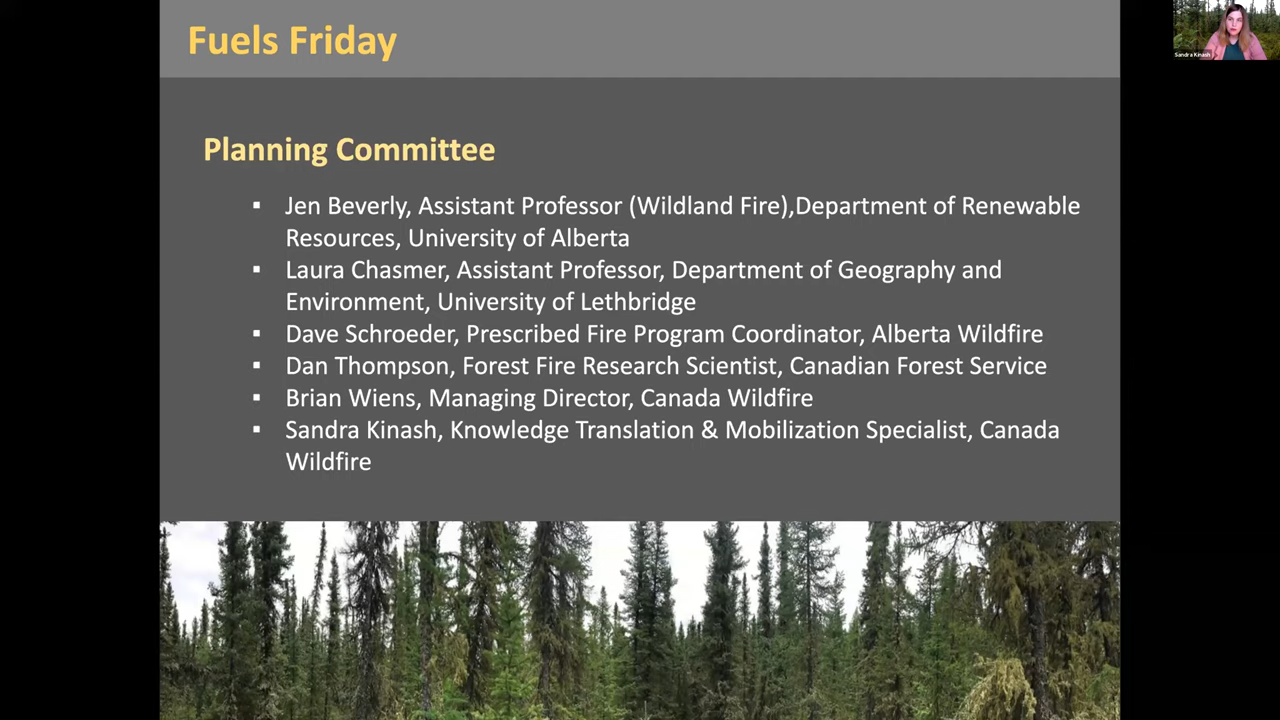 Fuels Friday
Sandra Kinash
Planning Committee
▪ Jen Beverly, Assistant Professor (Wildland Fire),Department of Renewable
Resources, University of Alberta
▪ Laura Chasmer, Assistant Professor, Department of Geography and
Environment, University of Lethbridge
▪ Dave Schroeder, Prescribed Fire Program Coordinator, Alberta Wildfire
▪ Dan Thompson, Forest Fire Research Scientist, Canadian Forest Service
▪ Brian Wiens, Managing Director, Canada Wildfire
▪ Sandra Kinash, Knowledge Translation & Mobilization Specialist, Canada
Wildfire